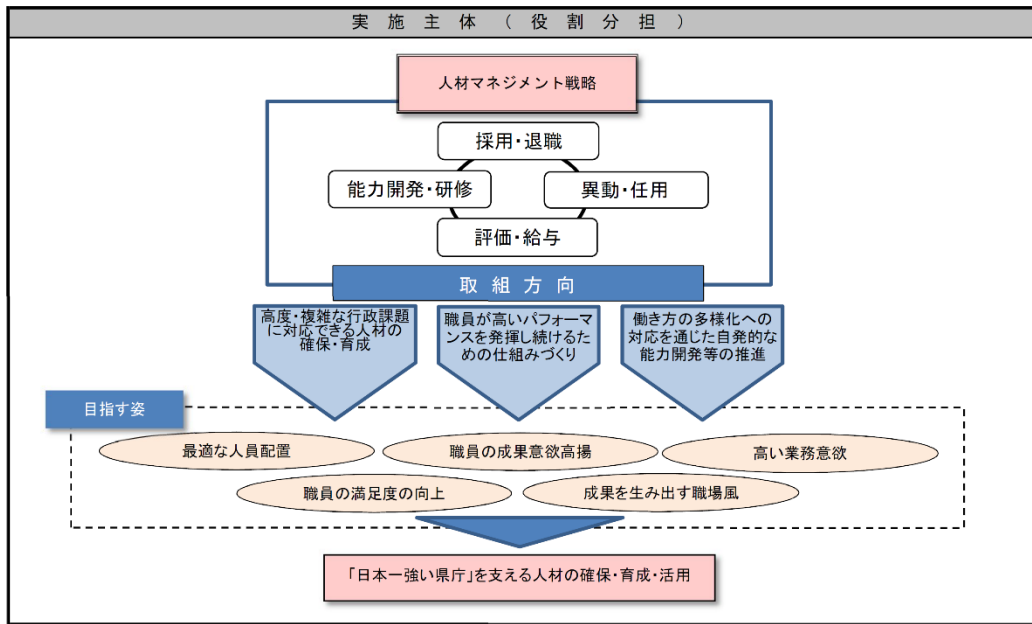 実施主体（役割分担）
人材マネジメント戦略
採用・退職
能力開発・研修
異動・任用
評価・給与
取組方向
高度・複雑な行政課題
に対応できる人材の
確保・育成
職員が高いパフォーマ
ンスを発揮し続けるた
めの仕組みづくり
働き方の多様化への
対応を通じた自発的な
能力開発等の推進
目指す姿
最適な人員配置
職員の成果意欲高揚
高い業務意欲
職員の満足度の向上
成果を生み出す職場風
「日本一強い県庁」を支える人材の確保・育成・活用